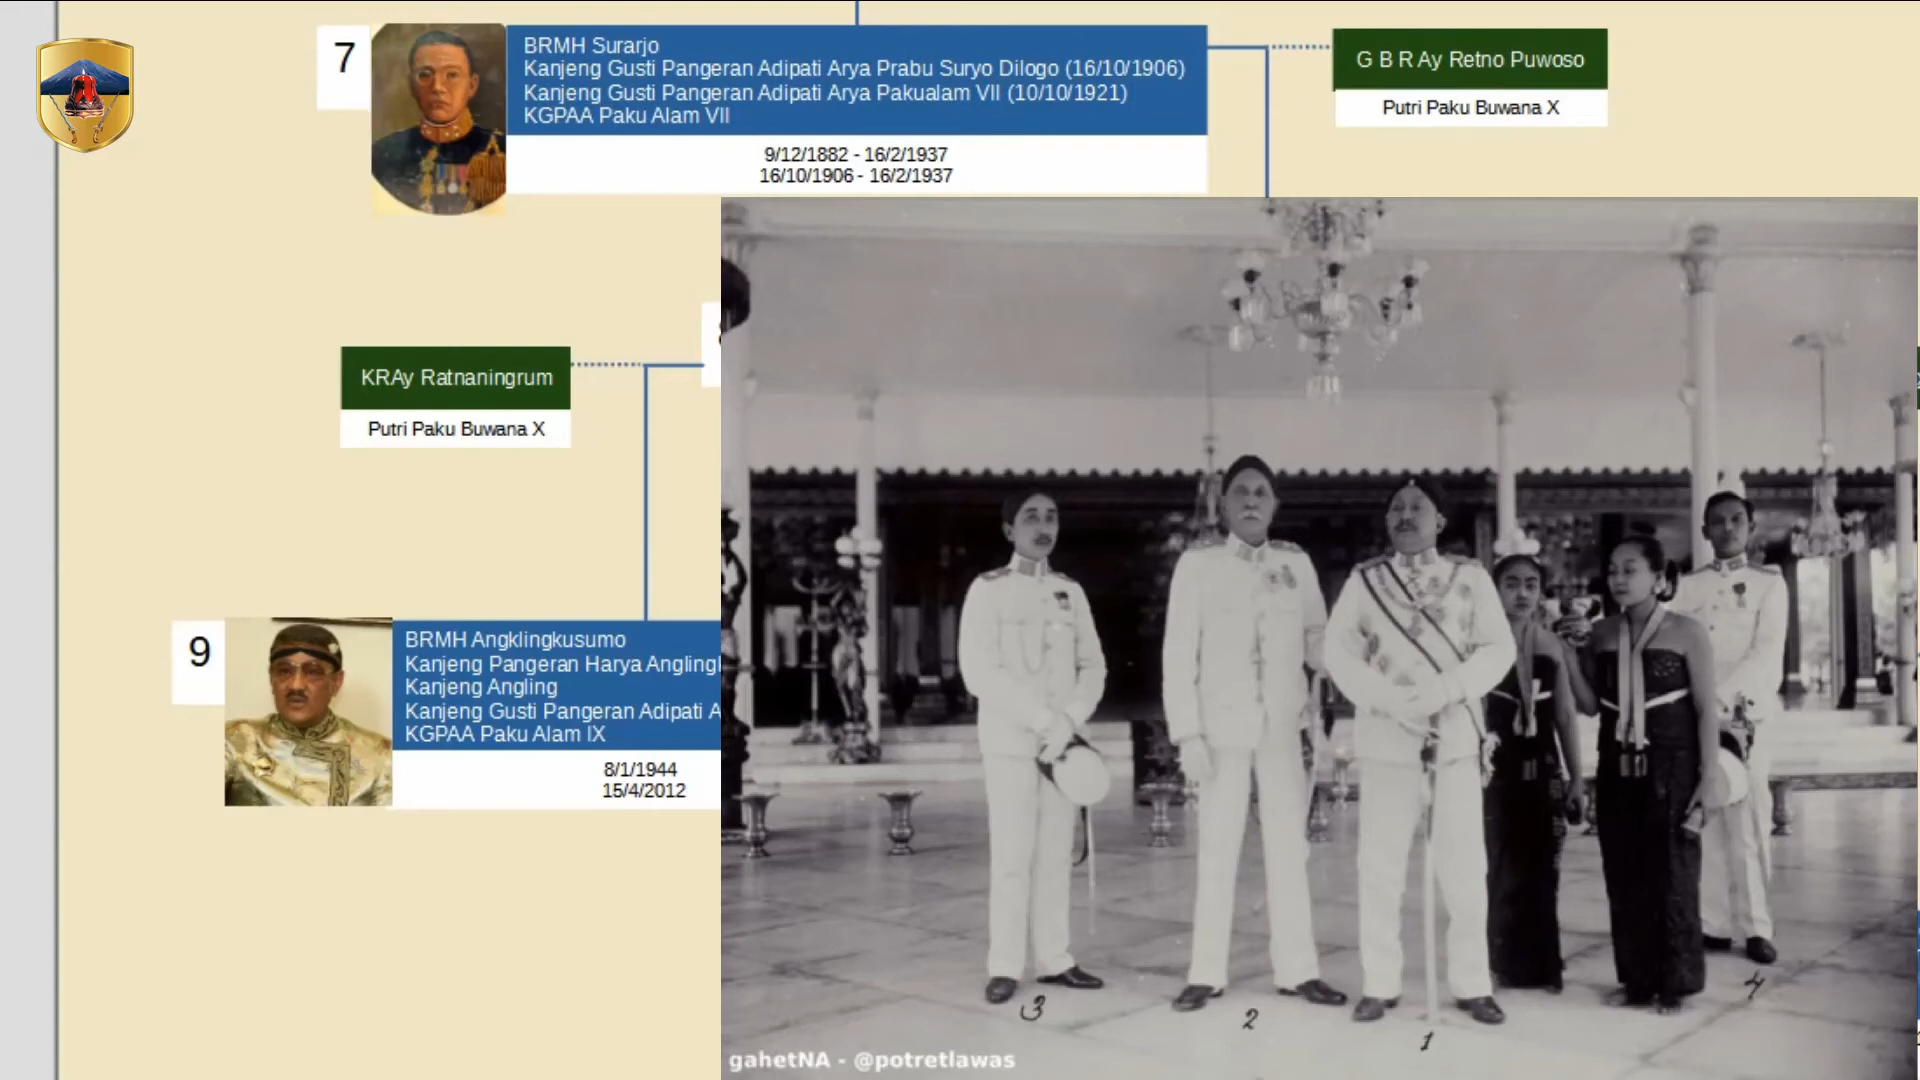 7
BRMH Surarjo
Kanjeng Gusti Pangeran Adipati Arya Prabu Suryo Dilogo (16/10/1906)
Kanjeng Gusti Pangeran Adipati Arya Pakualam VII (10/10/1921)
KGPAA Paku Alam VII
9/12/1882 - 16/2/1937
16/10/1906 - 16/2/1937
G B R Ay Retno Puwoso
Putri Paku Buwana X
KRAy Ratnaningrum
Putri Paku Buwana X
9
BRMH Angklingkusumo
Kanjeng Pangeran Harya Angling
Kanjeng Angling
Kanjeng Gusti Pangeran Adipati A
KGPAA Paku Alam IX
8/1/1944
15/4/2012
3
2
1
4
gahetNA - @potretlawas